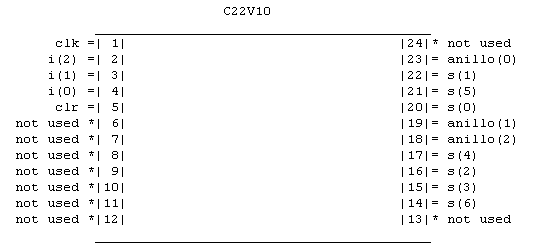 C22V10
clk =| 1| |24|* not used
i(2) =| 2| |23|= anillo(0)
i(1) =| 3| |22|= s(1)
i(0) =| 4| |21|= s(5)
clr =| 5| |20|= s(0)
not used *| 6| |19|= anillo(1)
not used *| 7| |18|= anillo(2)
not used *| 8| |17|= s(4)
not used *| 9| |16|= s(2)
not used *|10| |15|= s(3)
not used *|11| |14|= s(6)
not used *|12| |13|* not used